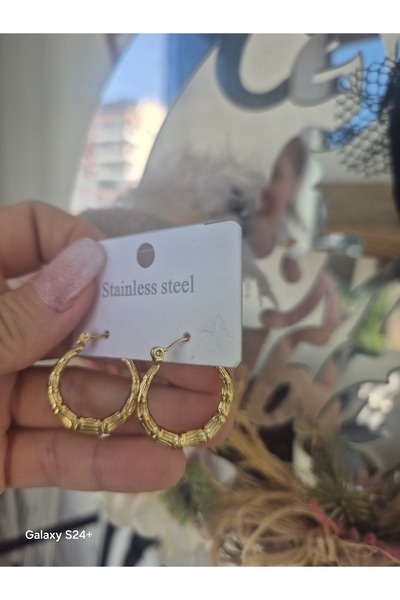 Stainless steel
Galaxy S24+